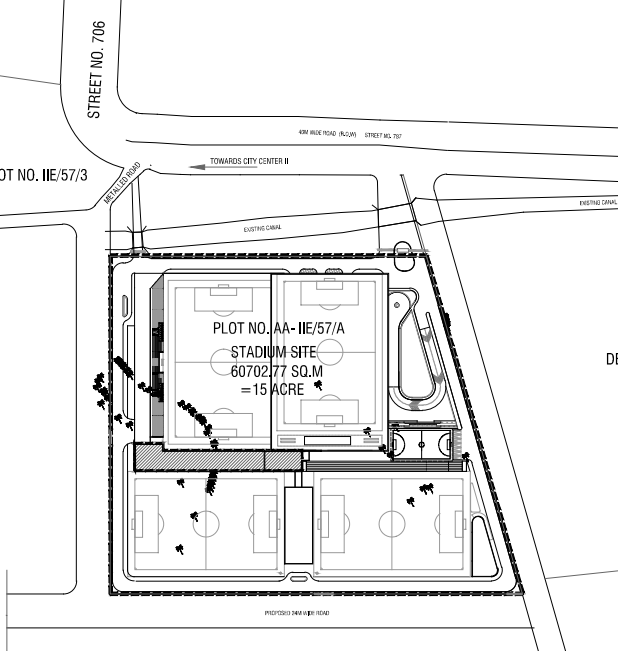 STREET NO. 706
40M WIDE ROAD (R.O.W) STREET NO. 767
TOWARDS CITY CENTER II
OT NO. IIE/57/3
METALLED ROAD
EXISTING CANAL
EXISTING CANAL
PLOT NO. AA- IIE/57/A
STADIUM SITE
60702.77 SQ.M
=15 ACRE
DE
PROPOSED 24M WIDE ROAD